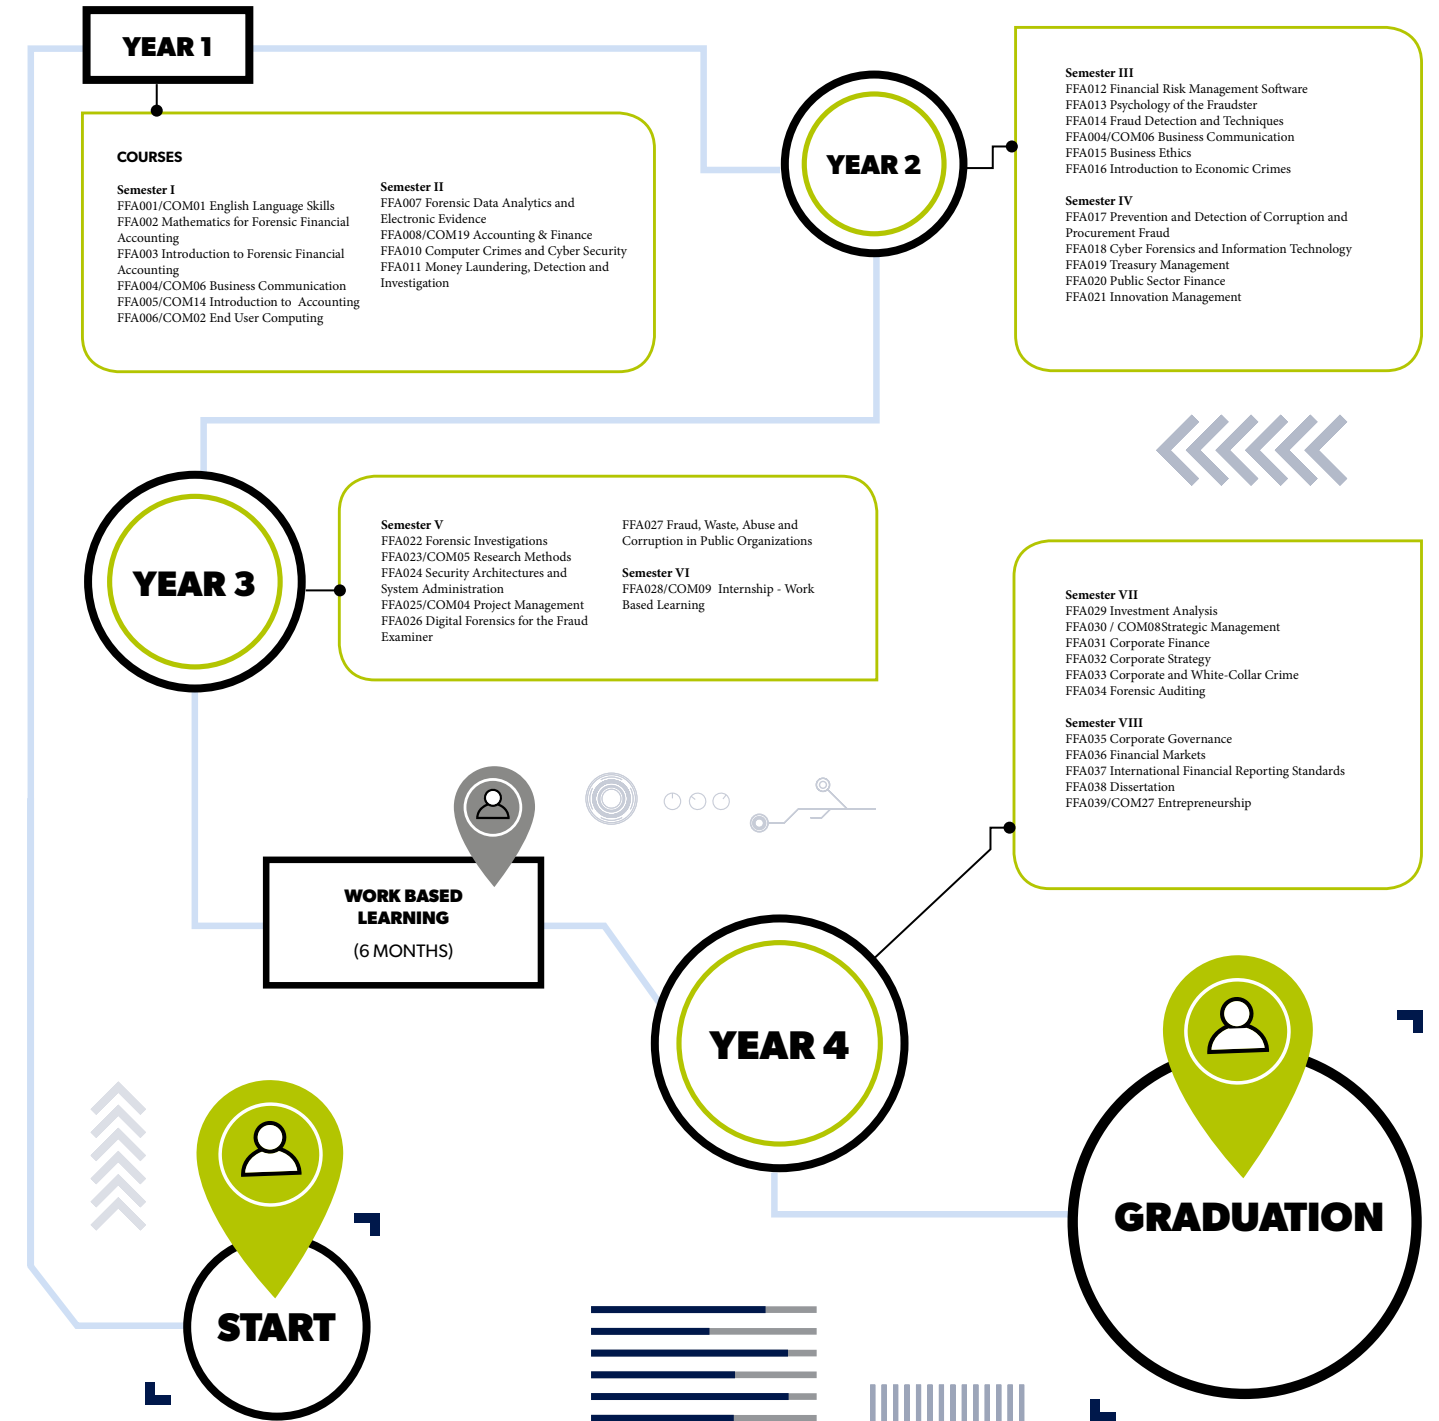 YEAR 1
COURSES
Semester I
FFA001/COM01 English Language Skills
FFA002 Mathematics for Forensic Financial
Accounting
FFA003 Introduction to Forensic Financial
Accounting
FFA004/COM06 Business Communication
FFA005/COM14 Introduction to  Accounting
FFA006/COM02 End User Computing
Semester II
FFA007 Forensic Data Analytics and
Electronic Evidence
FFA008/COM19 Accounting & Finance
FFA010 Computer Crimes and Cyber Security
FFA011 Money Laundering, Detection and
Investigation
YEAR 2
Semester III
FFA012 Financial Risk Management Software
FFA013 Psychology of the Fraudster
FFA014 Fraud Detection and Techniques
FFA004/COM06 Business Communication
FFA015 Business Ethics
FFA016 Introduction to Economic Crimes
Semester IV
FFA017 Prevention and Detection of Corruption and
Procurement Fraud
FFA018 Cyber Forensics and Information Technology
FFA019 Treasury Management
FFA020 Public Sector Finance
FFA021 Innovation Management
YEAR 3
Semester V
FFA022 Forensic Investigations
FFA023/COM05 Research Methods
FFA024 Security Architectures and
System Administration
FFA025/COM04 Project Management
FFA026 Digital Forensics for the Fraud
Examiner
FFA027 Fraud, Waste, Abuse and
Corruption in Public Organizations
Semester VI
FFA028/COM09  Internship - Work
Based Learning
WORK BASED
LEARNING
(6 MONTHS)
YEAR 4
Semester VII
FFA029 Investment Analysis
FFA030 / COM08Strategic Management
FFA031 Corporate Finance
FFA032 Corporate Strategy
FFA033 Corporate and White-Collar Crime
FFA034 Forensic Auditing
Semester VIII
FFA035 Corporate Governance
FFA036 Financial Markets
FFA037 International Financial Reporting Standards
FFA038 Dissertation
FFA039/COM27 Entrepreneurship
GRADUATION
START